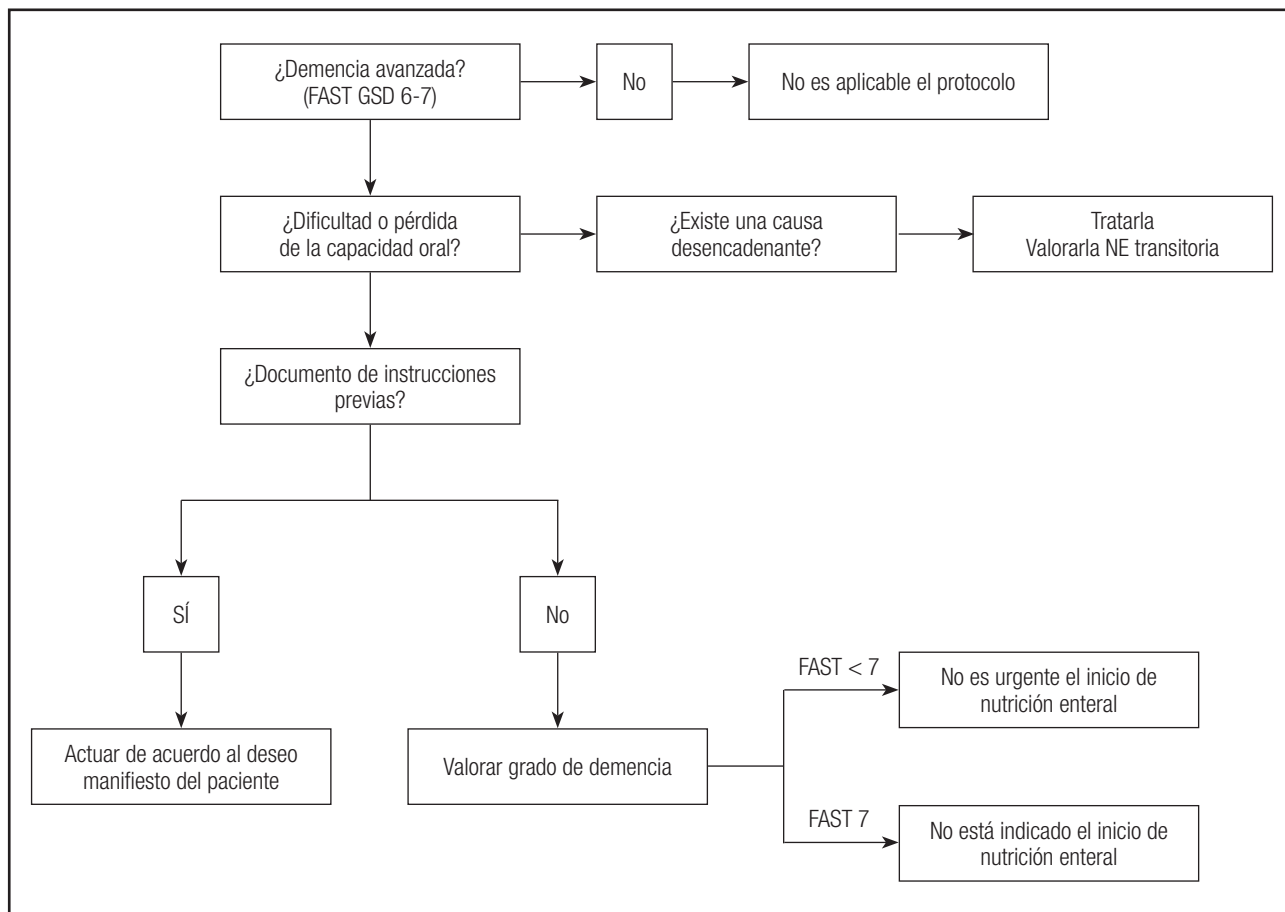 ¿Demencia avanzada?
(FAST GSD 6-7)
No
No es aplicable el protocolo
¿Dificultad o pérdida
de la capacidad oral?
¿Existe una causa
desencadenante?
Tratarla
Valorarla NE transitoria
¿Documento de instrucciones
previas?
SÍ
No
Actuar de acuerdo al deseo
manifiesto del paciente
Valorar grado de demencia
FAST < 7
No es urgente el inicio de
nutrición enteral
FAST 7
No está indicado el inicio de
nutrición enteral